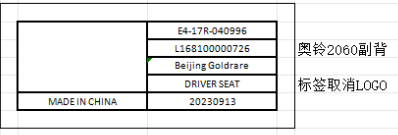 E4-17R-040996
L168100000726
Beijing Goldrare
DRIVER SEAT
MADE IN CHINA 20230913
奥铃2060副背
标签取消LOGO